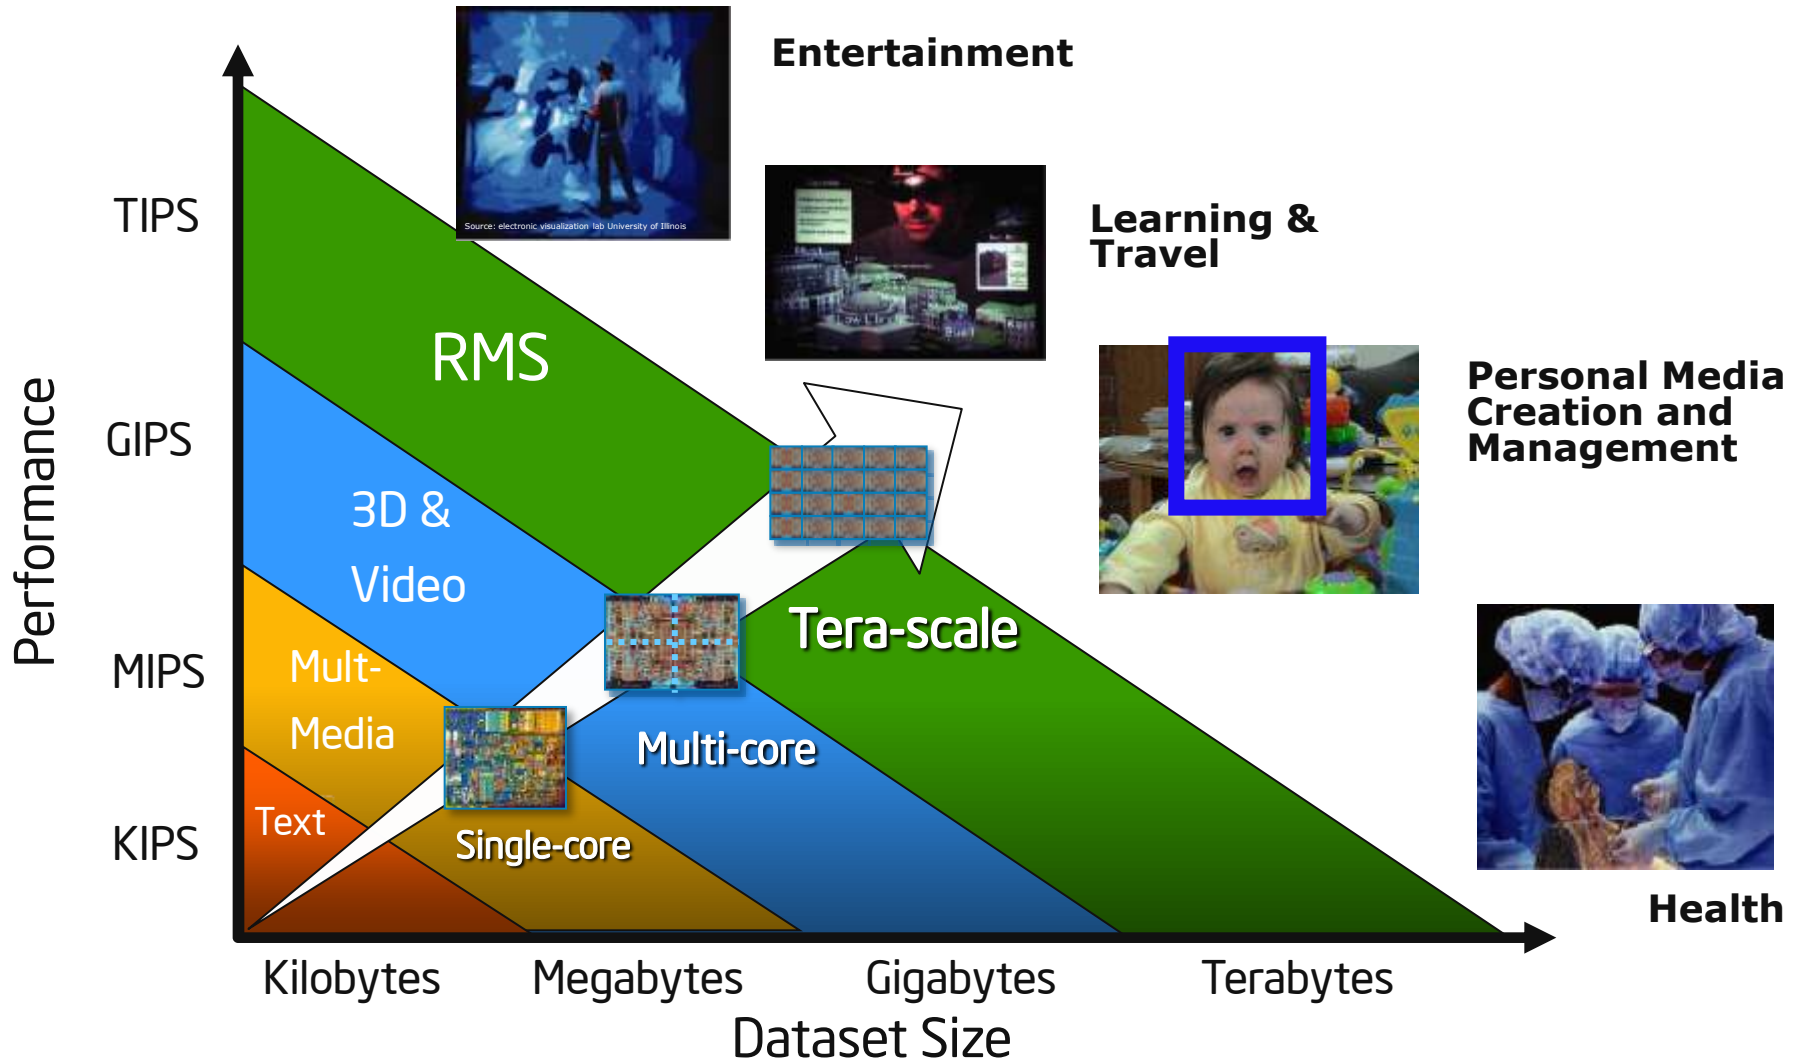 Entertainment
Source: electronic visualization lab University of Illinois
TIPS
Learning &
Travel
RMS
Personal Media
Creation and
Management
GIPS
3D &
Video
Performance
Tera-scale
MIPS
Mult-
Media
Multi-core
Text
KIPS
Single-core
Health
Kilobytes
Megabytes
Gigabytes
Terabytes
Dataset Size